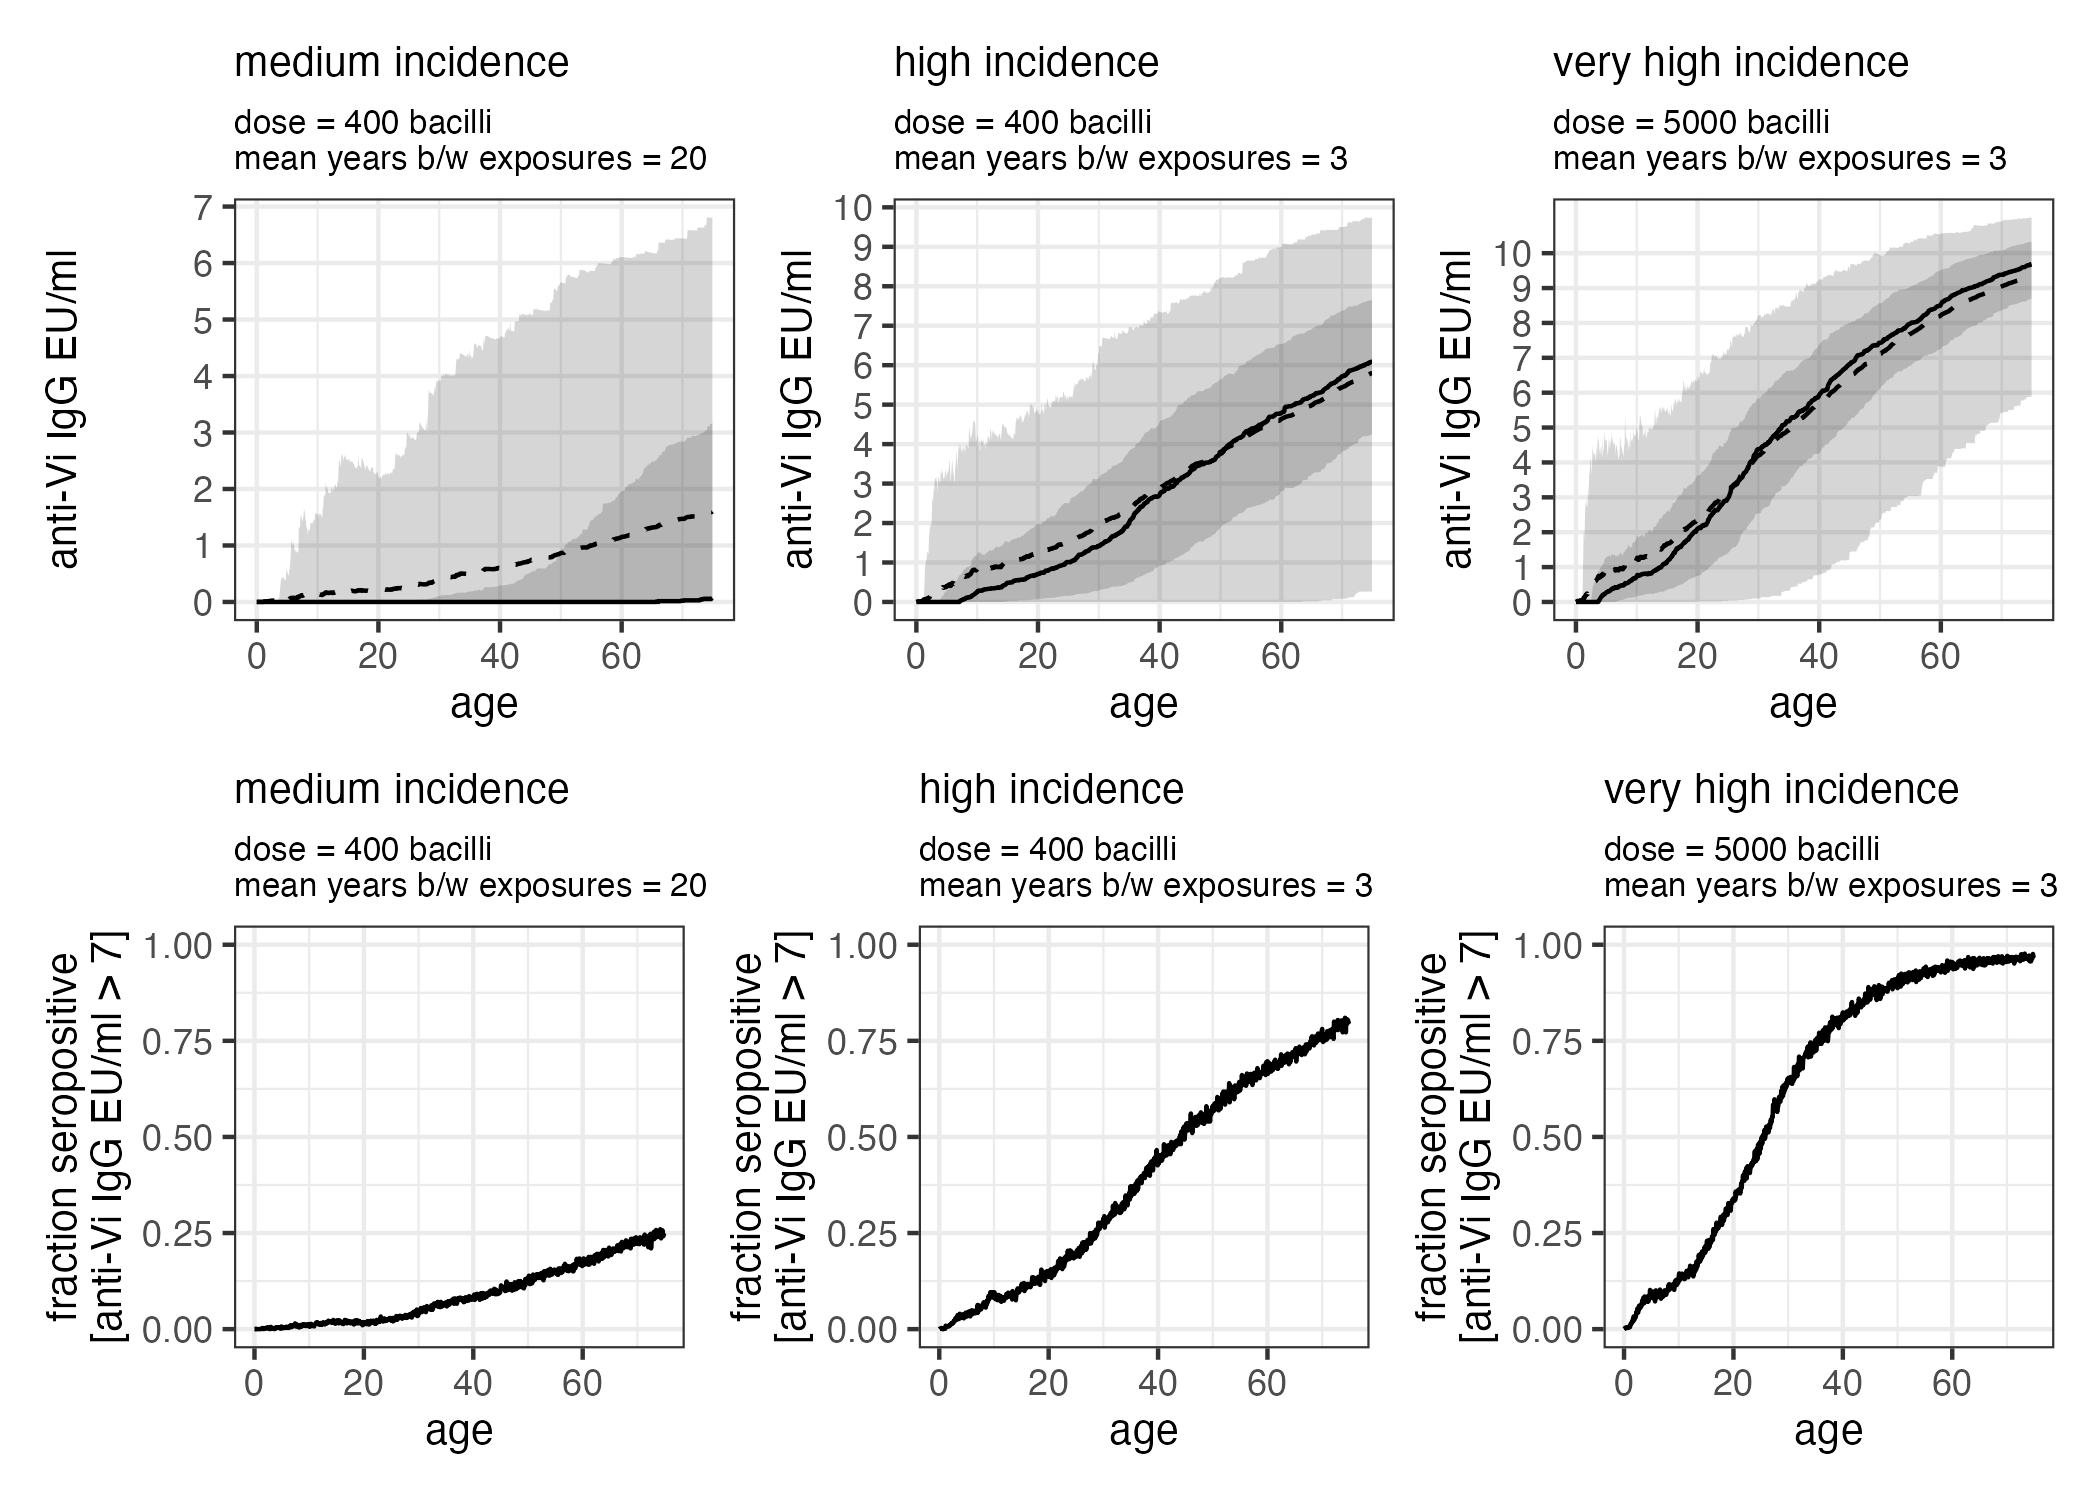 medium incidence
dose = 400 bacilli
mean years b/w exposures = 20
anti-Vi IgG EU/ml
7
6
5
4
3
2
1
0
0 20 40 60
age
high incidence
dose = 400 bacilli
mean years b/w exposures = 3
anti-Vi IgG EU/ml
10
9
8
7
6
5
4
3
2
1
0
0 20 40 60
age
very high incidence
dose = 5000 bacilli
mean years b/w exposures = 3
anti-Vi IgG EU/ml
10
9
8
7
6
5
4
3
2
1
0
0 20 40 60
age
medium incidence
dose = 400 bacilli
mean years b/w exposures = 20
fraction seropositive
[anti-Vi IgG EU/ml > 7]
1.00
0.75
0.50
0.25
0.00
0 20 40 60
age
high incidence
dose = 400 bacilli
mean years b/w exposures = 3
fraction seropositive
[anti-Vi IgG EU/ml > 7]
1.00
0.75
0.50
0.25
0.00
0 20 40 60
age
very high incidence
dose = 5000 bacilli
mean years b/w exposures = 3
fraction seropositive
[anti-Vi IgG EU/ml > 7]
1.00
0.75
0.50
0.25
0.00
0 20 40 60
age